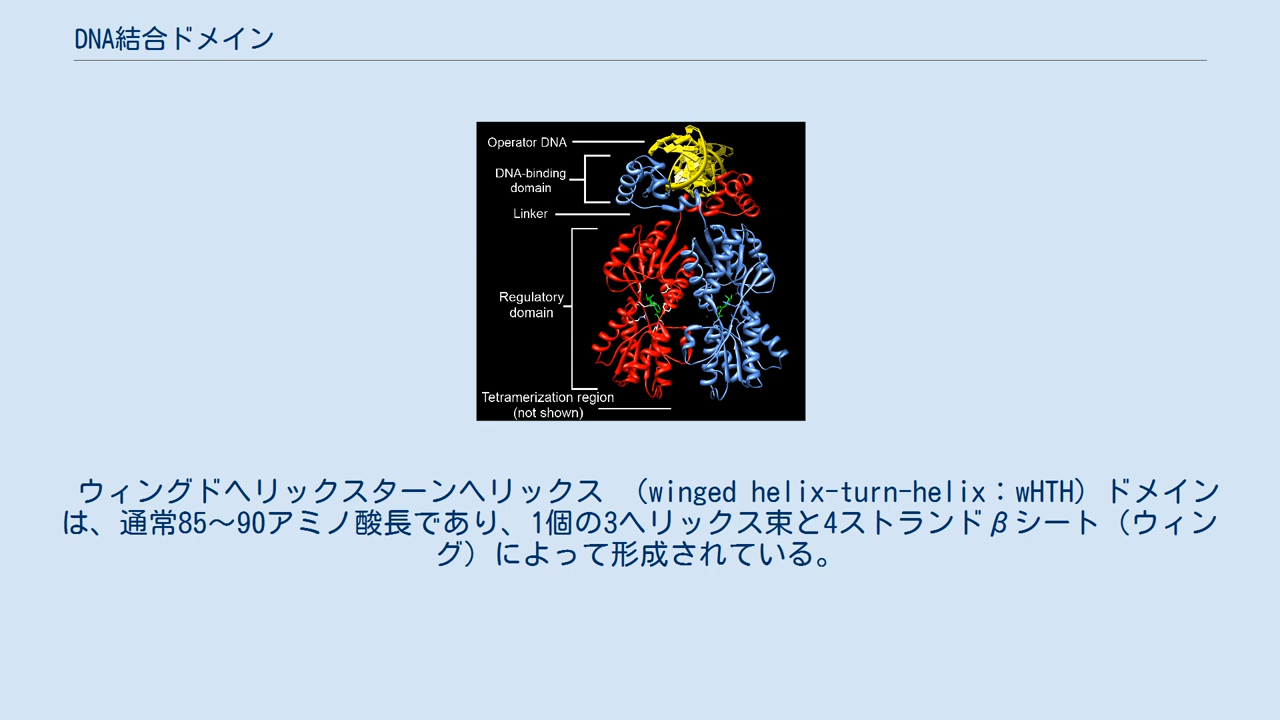 DNA結合ドメイン
Operator DNA
DNA-binding
domain
Linker
Regulatory
domain
Tetramerization region
(not shown)
ウィングドヘリックスターンヘリックス （winged helix-turn-helix：wHTH）ドメイン
は、通常85～90アミノ酸長であり、1個の3ヘリックス束と4ストランドβシート（ウィン
グ）によって形成されている。